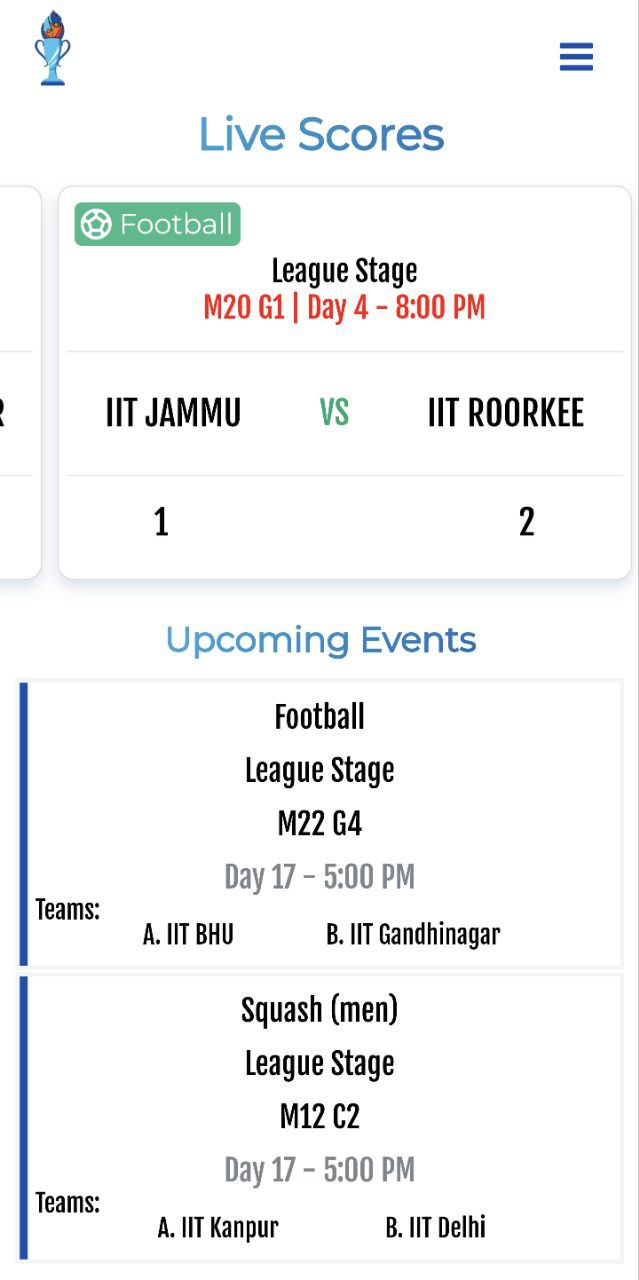 Live Scores
Football
League Stage
M20 G1 | Day 4 - 8:00 PM
IIT JAMMU VS IIT ROORKEE
1 2
Upcoming Events
Football
League Stage
M22 G4
Day 17 - 5:00 PM
Teams:
A. IIT BHU B. IIT Gandhinagar
Squash (men)
League Stage
M12 C2
Day 17 - 5:00 PM
Teams:
A. IIT Kanpur B. IIT Delhi